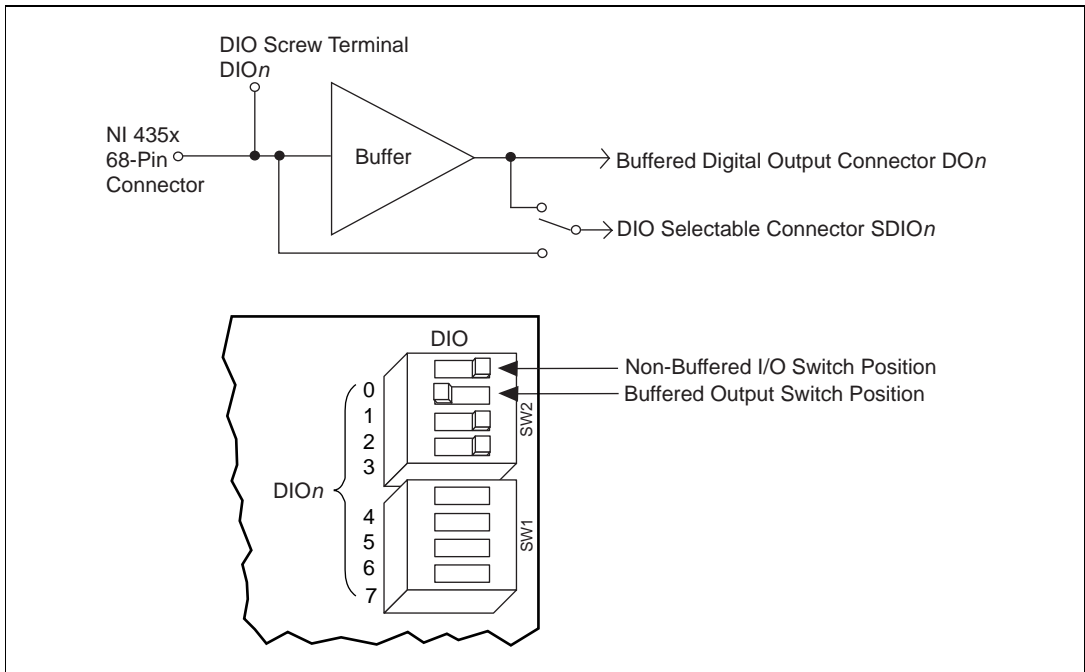 DIO Screw Terminal
DIOn
NI 435x
68-Pin
Connector
Buffer
Buffered Digital Output Connector DOn
DIO Selectable Connector SDIOn
DIO
Non-Buffered I/O Switch Position
Buffered Output Switch Position
0
1
2
3
SW2
DIOn
4
5
6
7
SW1